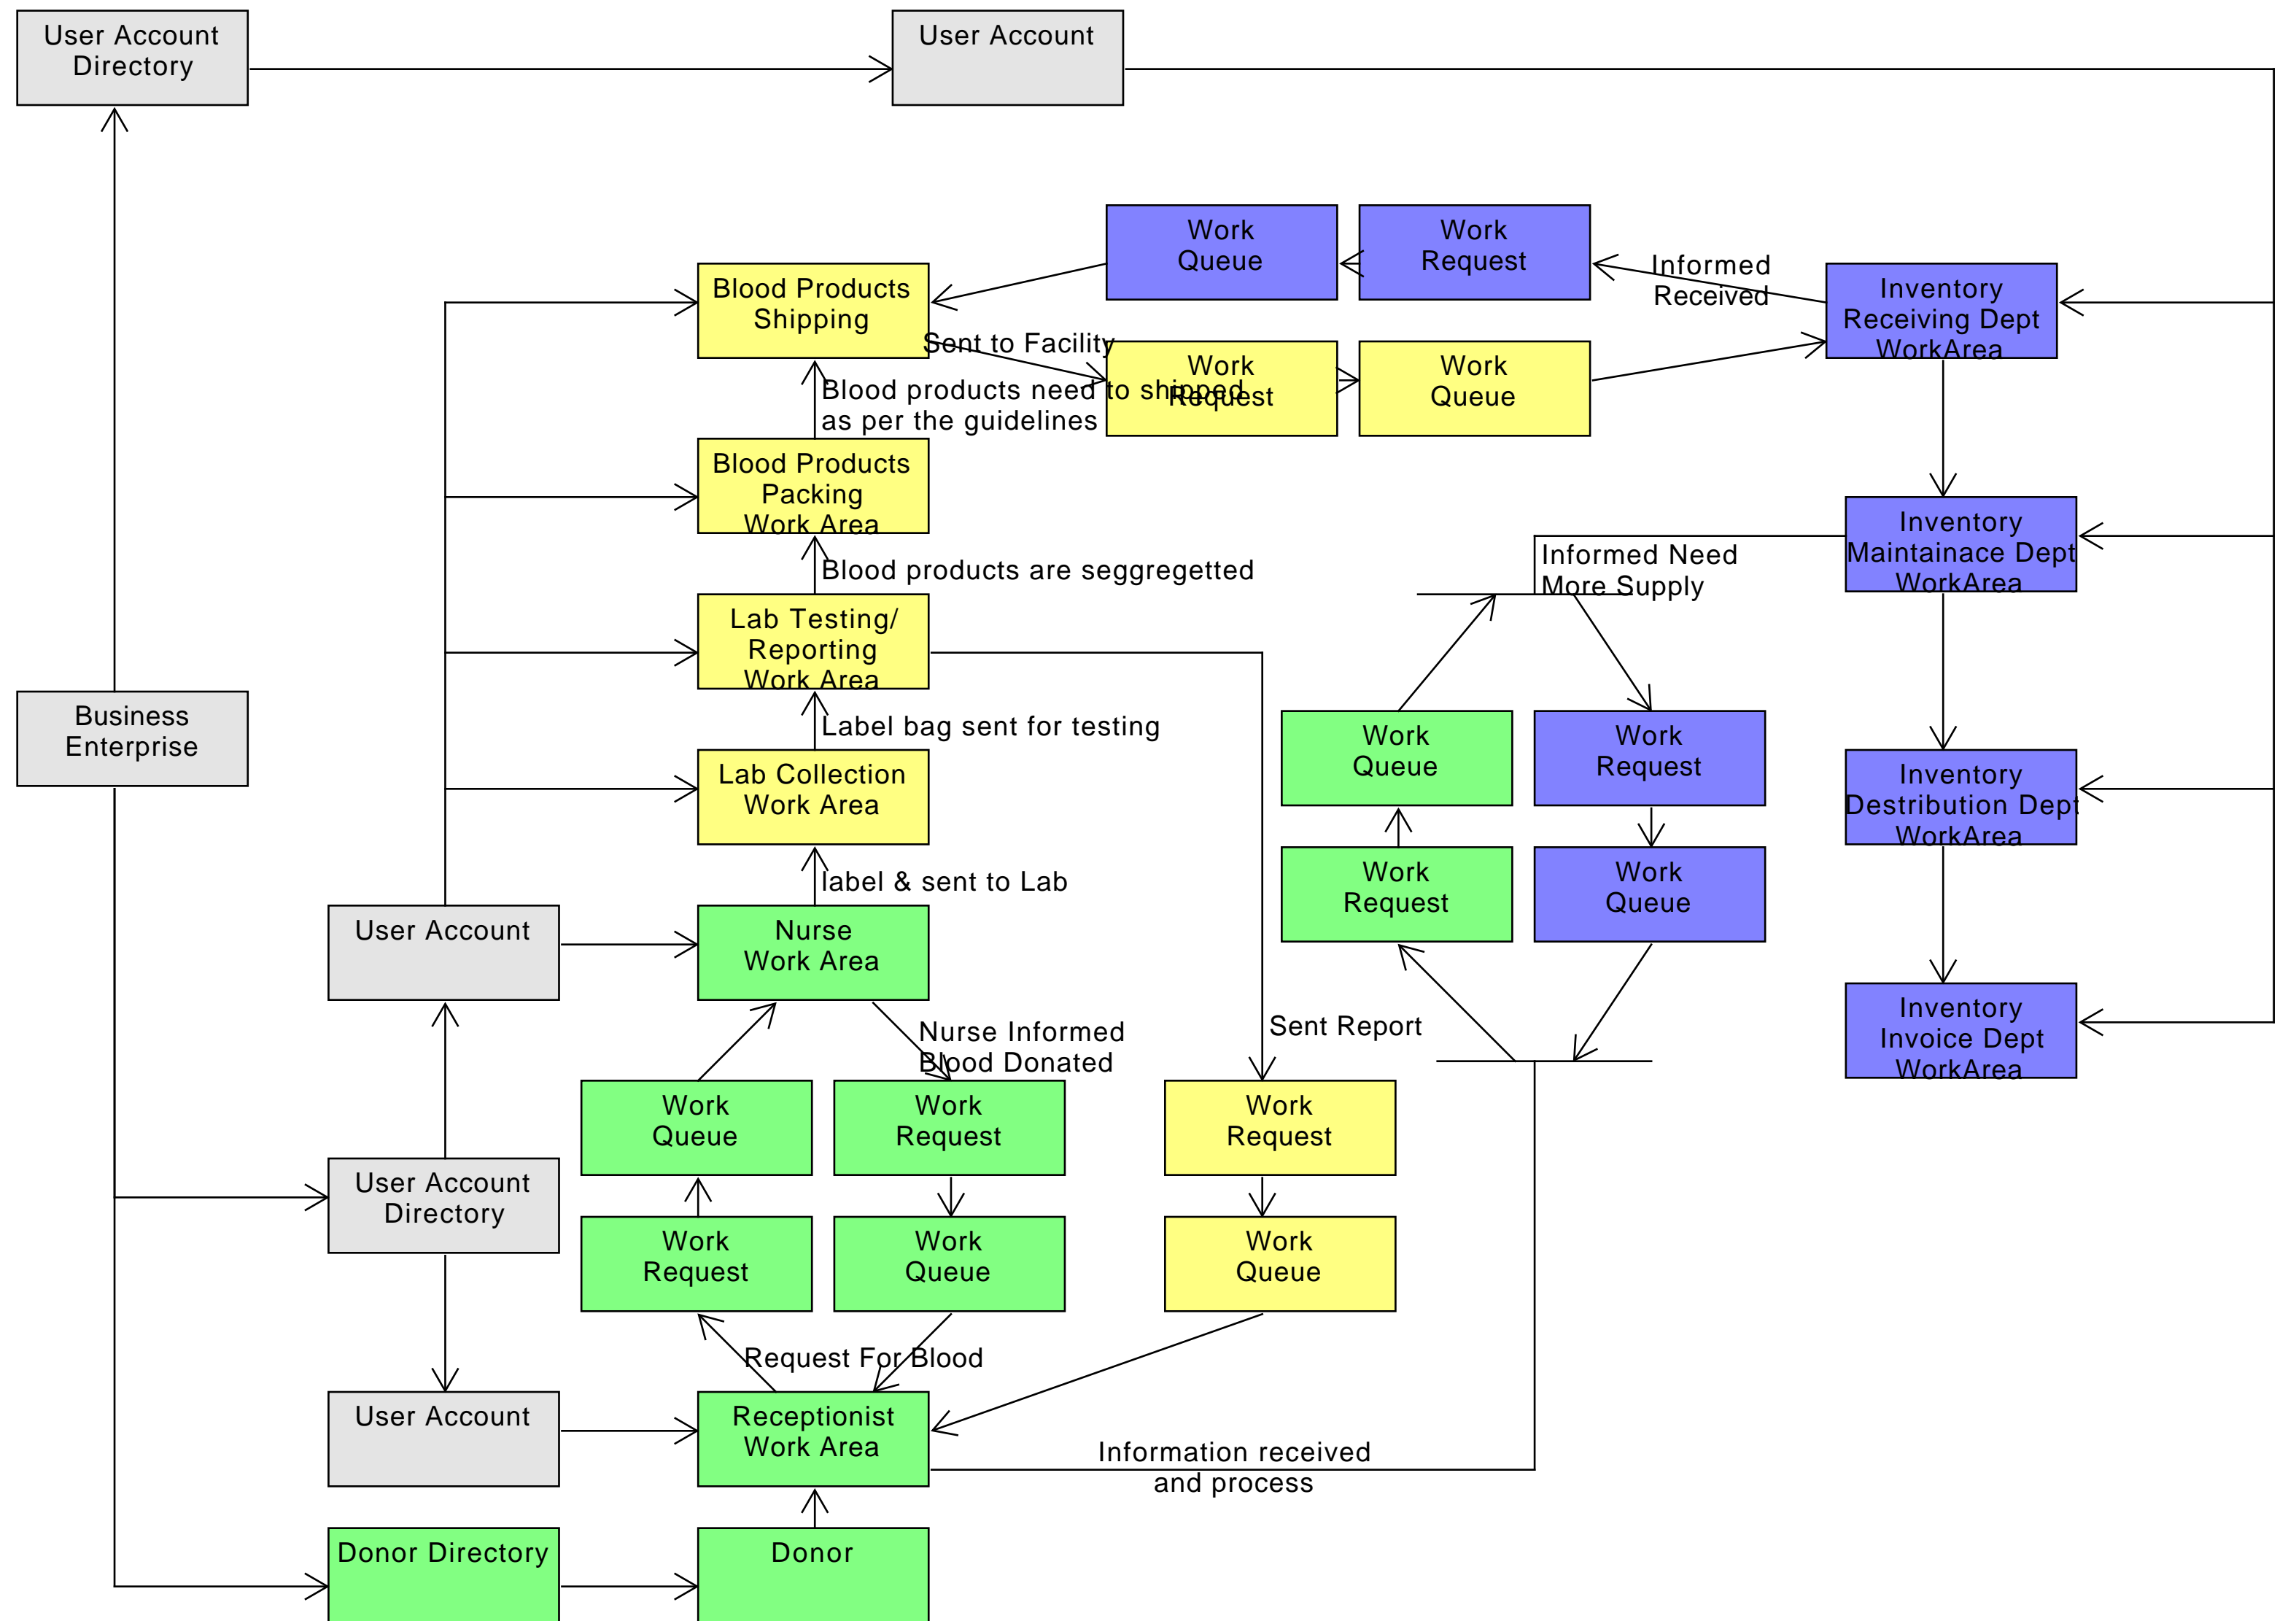 User Account
Directory
User Account
Work
Queue
Work
Request
Informed
Received
Blood Products
Shipping
Inventory
Receiving Dept
WorkArea
Sent to Facility
Work
Request
Work
Queue
Blood products need to shipped
as per the guidelines
Blood Products
Packing
Work Area
Inventory
Maintainace Dept
WorkArea
Informed Need
More Supply
Blood products are seggregetted
Lab Testing/
Reporting
Work Area
Business
Enterprise
Label bag sent for testing
Work
Queue
Work
Request
Lab Collection
Work Area
Inventory
Destribution Dept
WorkArea
label & sent to Lab
Work
Request
Work
Queue
User Account
Nurse
Work Area
Inventory
Invoice Dept
WorkArea
Nurse Informed
Blood Donated
Sent Report
Work
Queue
Work
Request
Work
Request
User Account
Directory
Work
Request
Work
Queue
Work
Queue
Request For Blood
User Account
Receptionist
Work Area
Information received
and process
Donor Directory
Donor